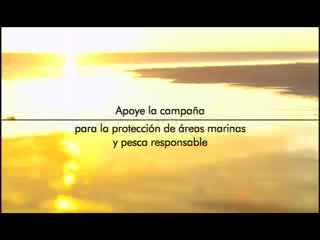 Apoye la campaña
para la protección de áreas marinas
y pesca responsable